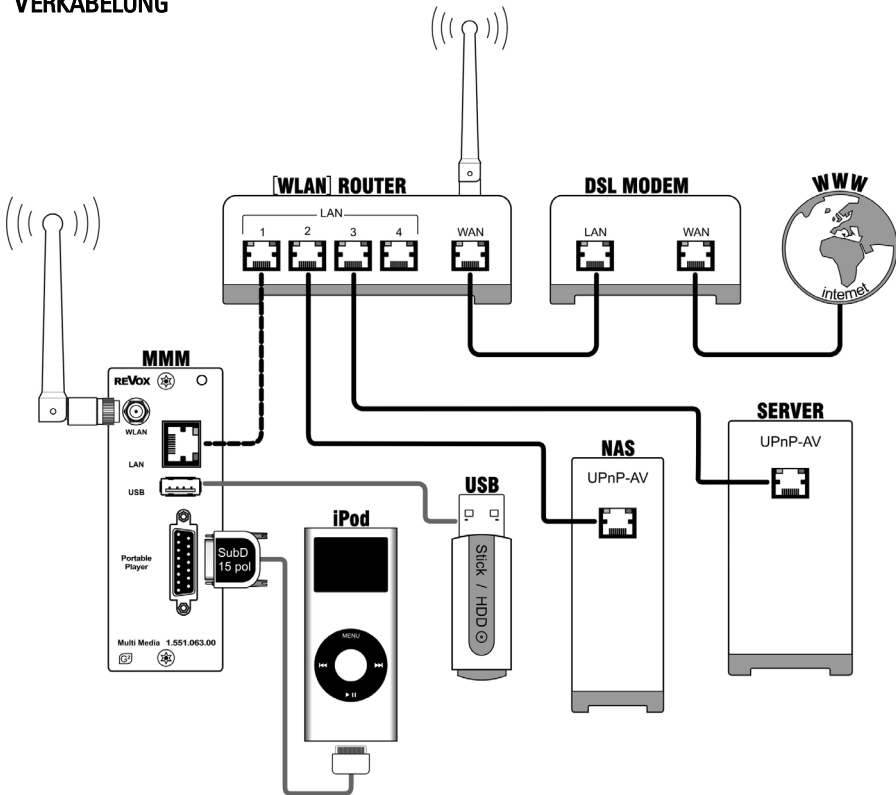 VERKABELUNG
[WLAN] ROUTER
LAN
1 2 3 4 WAN
DSL MODEM
LAN WAN
WWW
internet
MMM
REVOX
WLAN
LAN
USB
Portable
Player
SubD
15 pol
Multi Media 1.551.063.00
G²
iPod
MENU
USB
Stick / HDD
NAS
UPnP-AV
SERVER
UPnP-AV